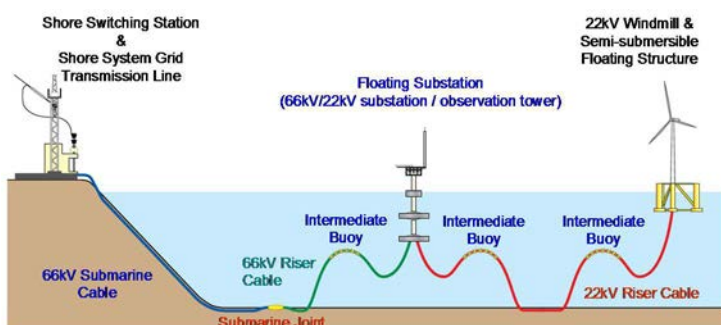 Shore Switching Station
&
Shore System Grid
Transmission Line
Floating Substation
(66kV/22kV substation / observation tower)
22kV Windmill &
Semi-submersible
Floating Structure
Intermediate
Buoy
Intermediate
Buoy
Intermediate
Buoy
66kV Submarine
Cable
66kV Riser
Cable
22kV Riser Cable
Submarine Joint